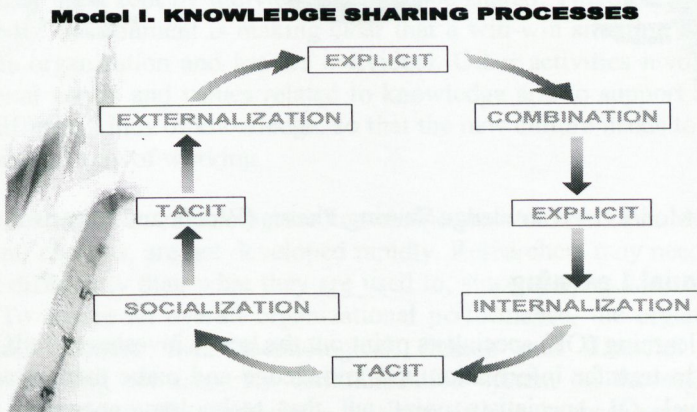 Model I. KNOWLEDGE SHARING PROCESSES
EXPLICIT
EXTERNALIZATION
COMBINATION
TACIT
EXPLICIT
SOCIALIZATION
INTERNALIZATION
TACIT